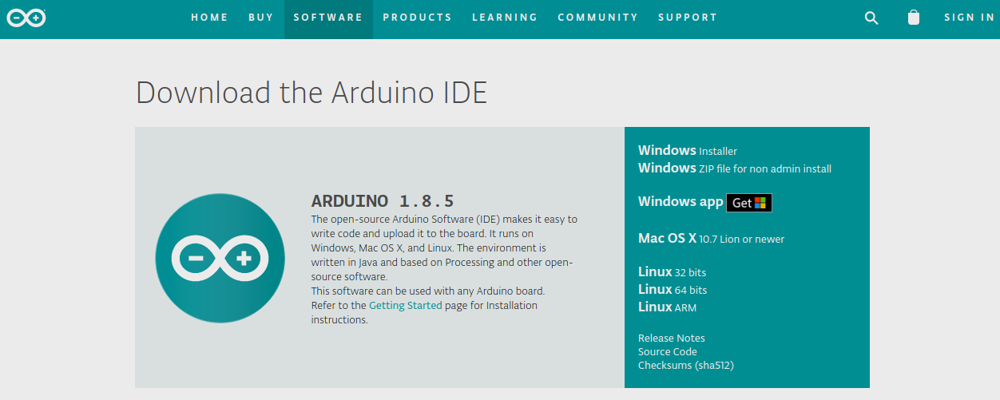 HOME BUY SOFTWARE PRODUCTS LEARNING COMMUNITY SUPPORT SIGN IN
Download the Arduino IDE
ARDUINO 1.8.5
The open-source Arduino Software (IDE) makes it easy to
write code and upload it to the board. It runs on
Windows, Mac OS X, and Linux. The environment is
written in Java and based on Processing and other open-
source software.
This software can be used with any Arduino board.
Refer to the Getting Started page for Installation
instructions.
Windows Installer
Windows ZIP file for non admin install
Windows app Get
Mac OS X 10.7 Lion or newer
Linux 32 bits
Linux 64 bits
Linux ARM
Release Notes
Source Code
Checksums (sha512)